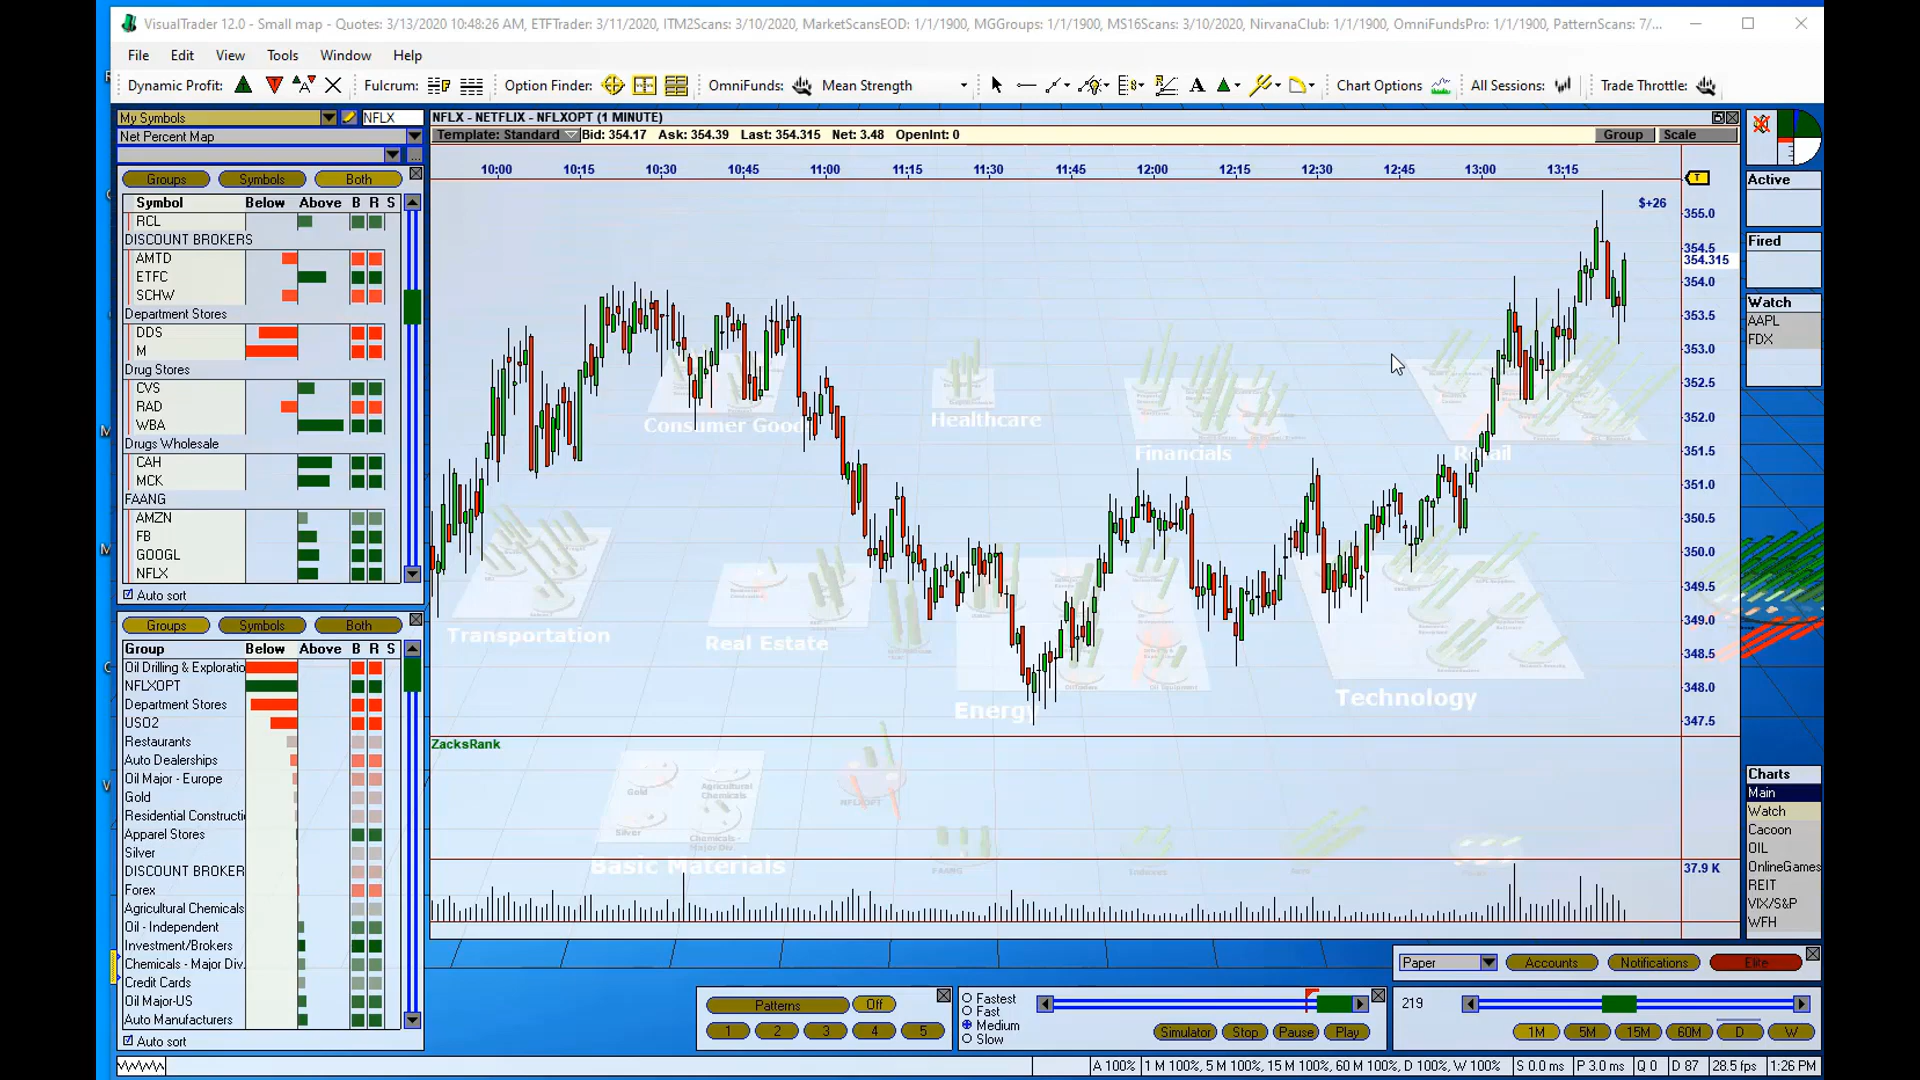 VisualTrader 12.0 - Small map - Quotes: 3/13/2020 10:48:26 AM, ETFTrader: 3/11/2020, ITM2Scans: 3/10/2020, MarketScansEOD: 1/1/1900, MGGroups: 1/1/1900, MS16Scans: 3/10/2020, NirvanaClub: 1/1/1900, OmniFundsPro: 1/1/1900, PatternScans: 7/...
File Edit View Tools Window Help
Dynamic Profit: Fulcrum: Option Finder: OmniFunds: Mean Strength A Chart Options All Sessions: Trade Throttle:
My Symbols NFLX
Net Percent Map
Groups Symbols Both
Symbol Below Above B R S
RCL
DISCOUNT BROKERS
AMTD
ETFC
SCHW
Department Stores
DDS
M
Drug Stores
CVS
RAD
WBA
Drugs Wholesale
CAH
MCK
FAANG
AMZN
FB
GOOGL
NFLX
Auto sort
Groups Symbols Both
Group Below Above B R S
Oil Drilling & Exploratio
NFLXOPT
Department Stores
USO2
Restaurants
Auto Dealerships
Oil Major - Europe
Gold
Residential Constructi
Apparel Stores
Silver
DISCOUNT BROKER
Forex
Agricultural Chemicals
Oil - Independent
Investment/Brokers
Chemicals - Major Div.
Credit Cards
Oil Major-US
Auto Manufacturers
Auto sort
NFLX - NETFLIX - NFLXOPT (1 MINUTE)
Template: Standard Bid: 354.17 Ask: 354.39 Last: 354.315 Net: 3.48 OpenInt: 0 Group Scale
10:00 10:15 10:30 10:45 11:00 11:15 11:30 11:45 12:00 12:15 12:30 12:45 13:00 13:15
T
$+26
355.0
354.5
354.315
354.0
353.5
353.0
352.5
352.0
351.5
351.0
350.5
350.0
349.5
349.0
348.5
348.0
347.5
Consumer Good
Healthcare
Financials
Transportation
Real Estate
Energy
Technology
ZacksRank
Gold
Agricultural Chemicals
Silver
Chemicals - Major Div
NFLXOPT
Basic Materials
FAANG
37.9 K
Active
Fired
Watch
AAPL
FDX
Charts
Main
Watch
Cacoon
OIL
OnlineGames
REIT
VIX/S&P
WFH
Paper Accounts Notifications Elite
Patterns Off
1 2 3 4 5
Fastest
Fast
Medium
Slow
Simulator Stop Pause Play
219
1M 5M 15M 60M D W
A 100% 1 M 100%, 5 M 100%, 15 M 100%, 60 M 100%, D 100%, W 100% S 0.0 ms P 3.0 ms Q 0 D 87 28.5 fps 1:26 PM